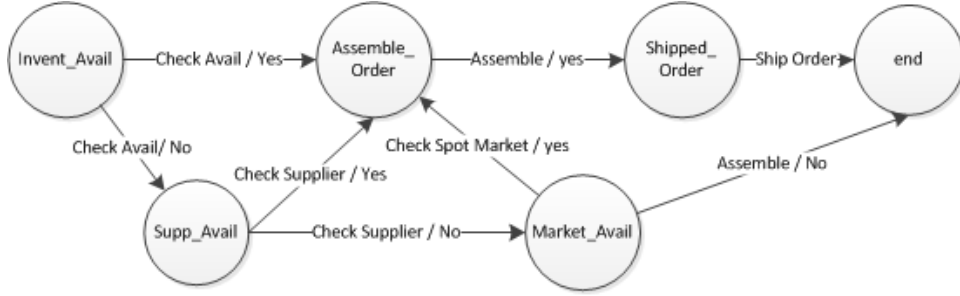 Invent_Avail
Check Avail / Yes
Assemble_
Order
Assemble / yes
Shipped_
Order
Ship Order
end
Check Avail/ No
Check Spot Market / yes
Assemble / No
Check Supplier / Yes
Supp_Avail
Check Supplier / No
Market_Avail